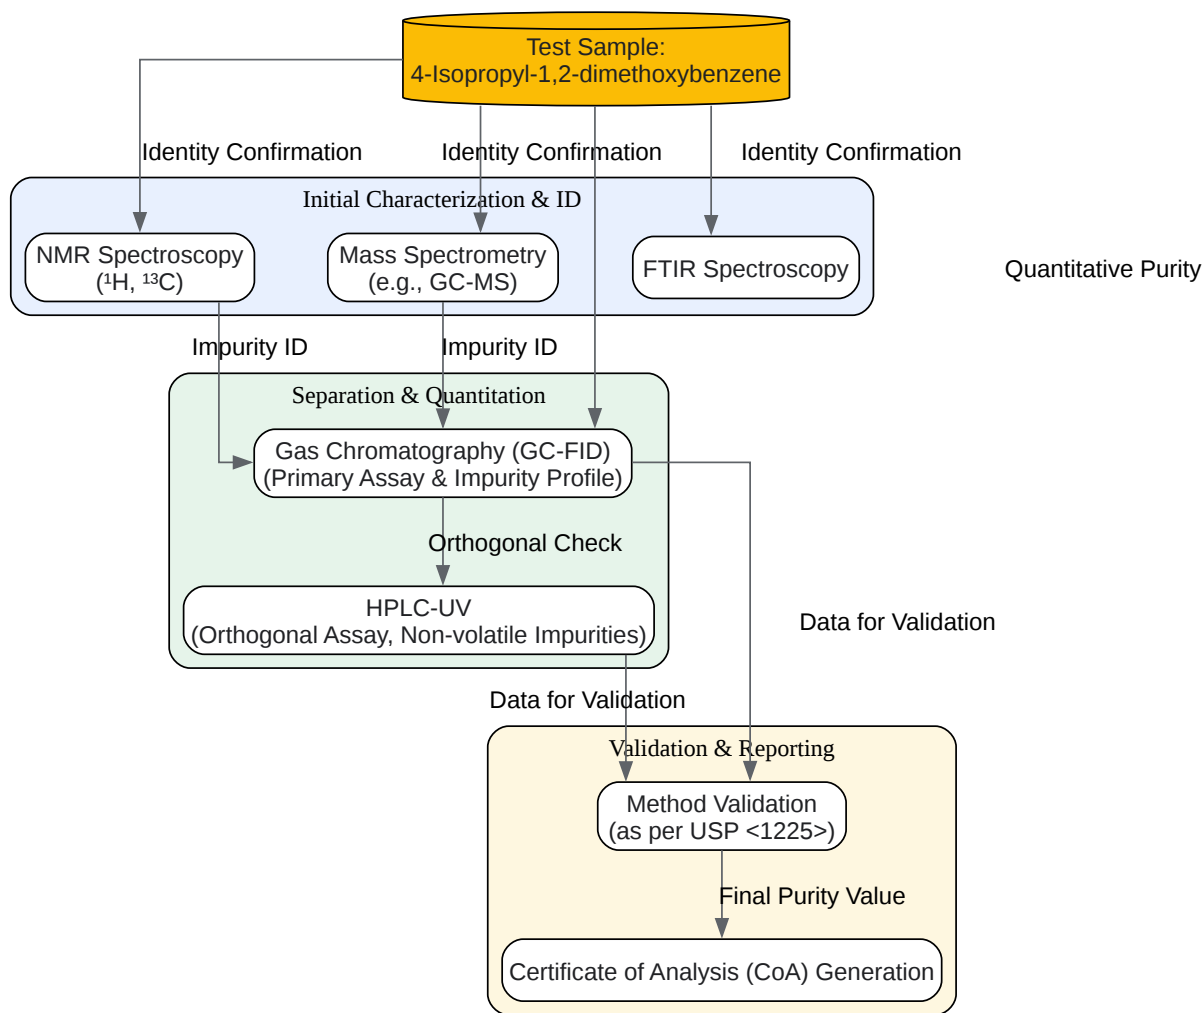 Test Sample:
4-Isopropyl-1,2-dimethoxybenzene
Identity Confirmation
Identity Confirmation
Identity Confirmation
Initial Characterization & ID
NMR Spectroscopy
(¹H, ¹³C)
Mass Spectrometry
(e.g., GC-MS)
FTIR Spectroscopy
Quantitative Purity
Impurity ID
Impurity ID
Separation & Quantitation
Gas Chromatography (GC-FID)
(Primary Assay & Impurity Profile)
Orthogonal Check
HPLC-UV
(Orthogonal Assay, Non-volatile Impurities)
Data for Validation
Data for Validation
Validation & Reporting
Method Validation
(as per USP <1225>)
Final Purity Value
Certificate of Analysis (CoA) Generation